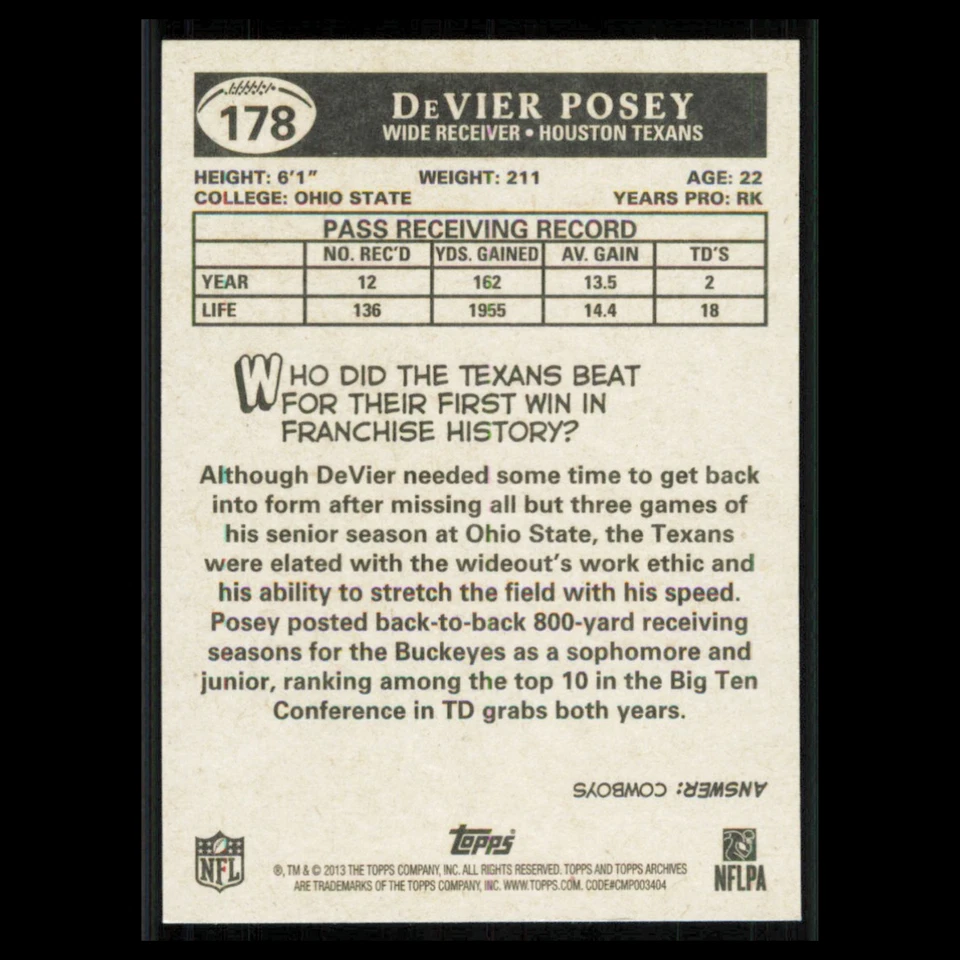 178
DeVIER POSEY
WIDE RECEIVER • HOUSTON TEXANS
HEIGHT: 6'1" WEIGHT: 211 AGE: 22
COLLEGE: OHIO STATE YEARS PRO: RK
PASS RECEIVING RECORD
NO. REC'D YDS. GAINED AV. GAIN TD'S
YEAR 12 162 13.5 2
LIFE 136 1955 14.4 18
WHO DID THE TEXANS BEAT
FOR THEIR FIRST WIN IN
FRANCHISE HISTORY?
Although DeVier needed some time to get back
into form after missing all but three games of
his senior season at Ohio State, the Texans
were elated with the wideout's work ethic and
his ability to stretch the field with his speed.
Posey posted back-to-back 800-yard receiving
seasons for the Buckeyes as a sophomore and
junior, ranking among the top 10 in the Big Ten
Conference in TD grabs both years.
ANSWER: COWBOYS
NFL
Topps®
®, TM & © 2013 THE TOPPS COMPANY, INC. ALL RIGHTS RESERVED. TOPPS AND TOPPS ARCHIVES
ARE TRADEMARKS OF THE TOPPS COMPANY, INC. WWW.TOPPS.COM. CODE#CMP003404
NFLPA